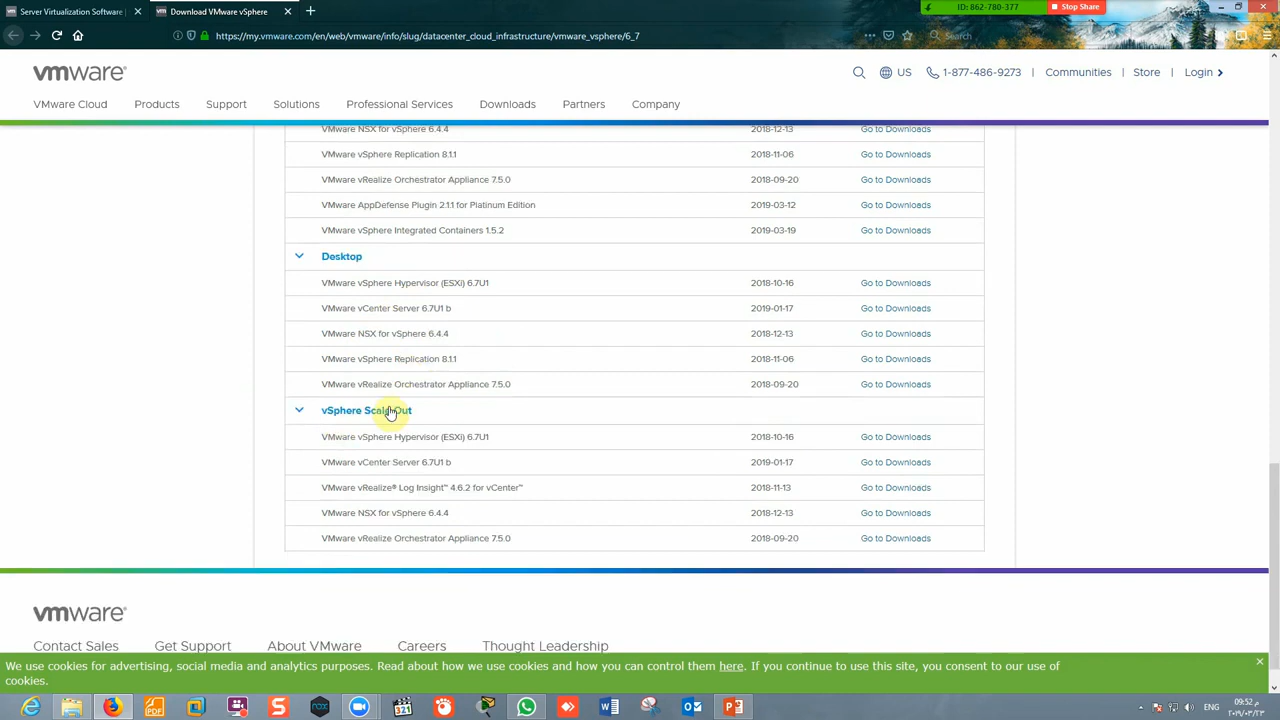 Server Virtualization Software |
Download VMware vSphere
ID: 862-780-377
Stop Share
https://my.vmware.com/en/web/vmware/info/slug/datacenter_cloud_infrastructure/vmware_vsphere/6_7
Search
vmware®
US
1-877-486-9273
Communities
Store
Login
VMware Cloud
Products
Support
Solutions
Professional Services
Downloads
Partners
Company
VMware NSX for vSphere 6.4.4 2018-12-13 Go to Downloads
VMware vSphere Replication 8.1.1 2018-11-06 Go to Downloads
VMware vRealize Orchestrator Appliance 7.5.0 2018-09-20 Go to Downloads
VMware AppDefense Plugin 2.1.1 for Platinum Edition 2019-03-12 Go to Downloads
VMware vSphere Integrated Containers 1.5.2 2019-03-19 Go to Downloads
Desktop
VMware vSphere Hypervisor (ESXi) 6.7U1 2018-10-16 Go to Downloads
VMware vCenter Server 6.7U1 b 2019-01-17 Go to Downloads
VMware NSX for vSphere 6.4.4 2018-12-13 Go to Downloads
VMware vSphere Replication 8.1.1 2018-11-06 Go to Downloads
VMware vRealize Orchestrator Appliance 7.5.0 2018-09-20 Go to Downloads
vSphere Scale Out
VMware vSphere Hypervisor (ESXi) 6.7U1 2018-10-16 Go to Downloads
VMware vCenter Server 6.7U1 b 2019-01-17 Go to Downloads
VMware vRealize® Log Insight™ 4.6.2 for vCenter™ 2018-11-13 Go to Downloads
VMware NSX for vSphere 6.4.4 2018-12-13 Go to Downloads
VMware vRealize Orchestrator Appliance 7.5.0 2018-09-20 Go to Downloads
vmware®
Contact Sales
Get Support
About VMware
Careers
Thought Leadership
We use cookies for advertising, social media and analytics purposes. Read about how we use cookies and how you can control them here. If you continue to use this site, you consent to our use of
cookies.
321
nox
ENG
م 09:52
٢٠١٩/٠٣/٢٣